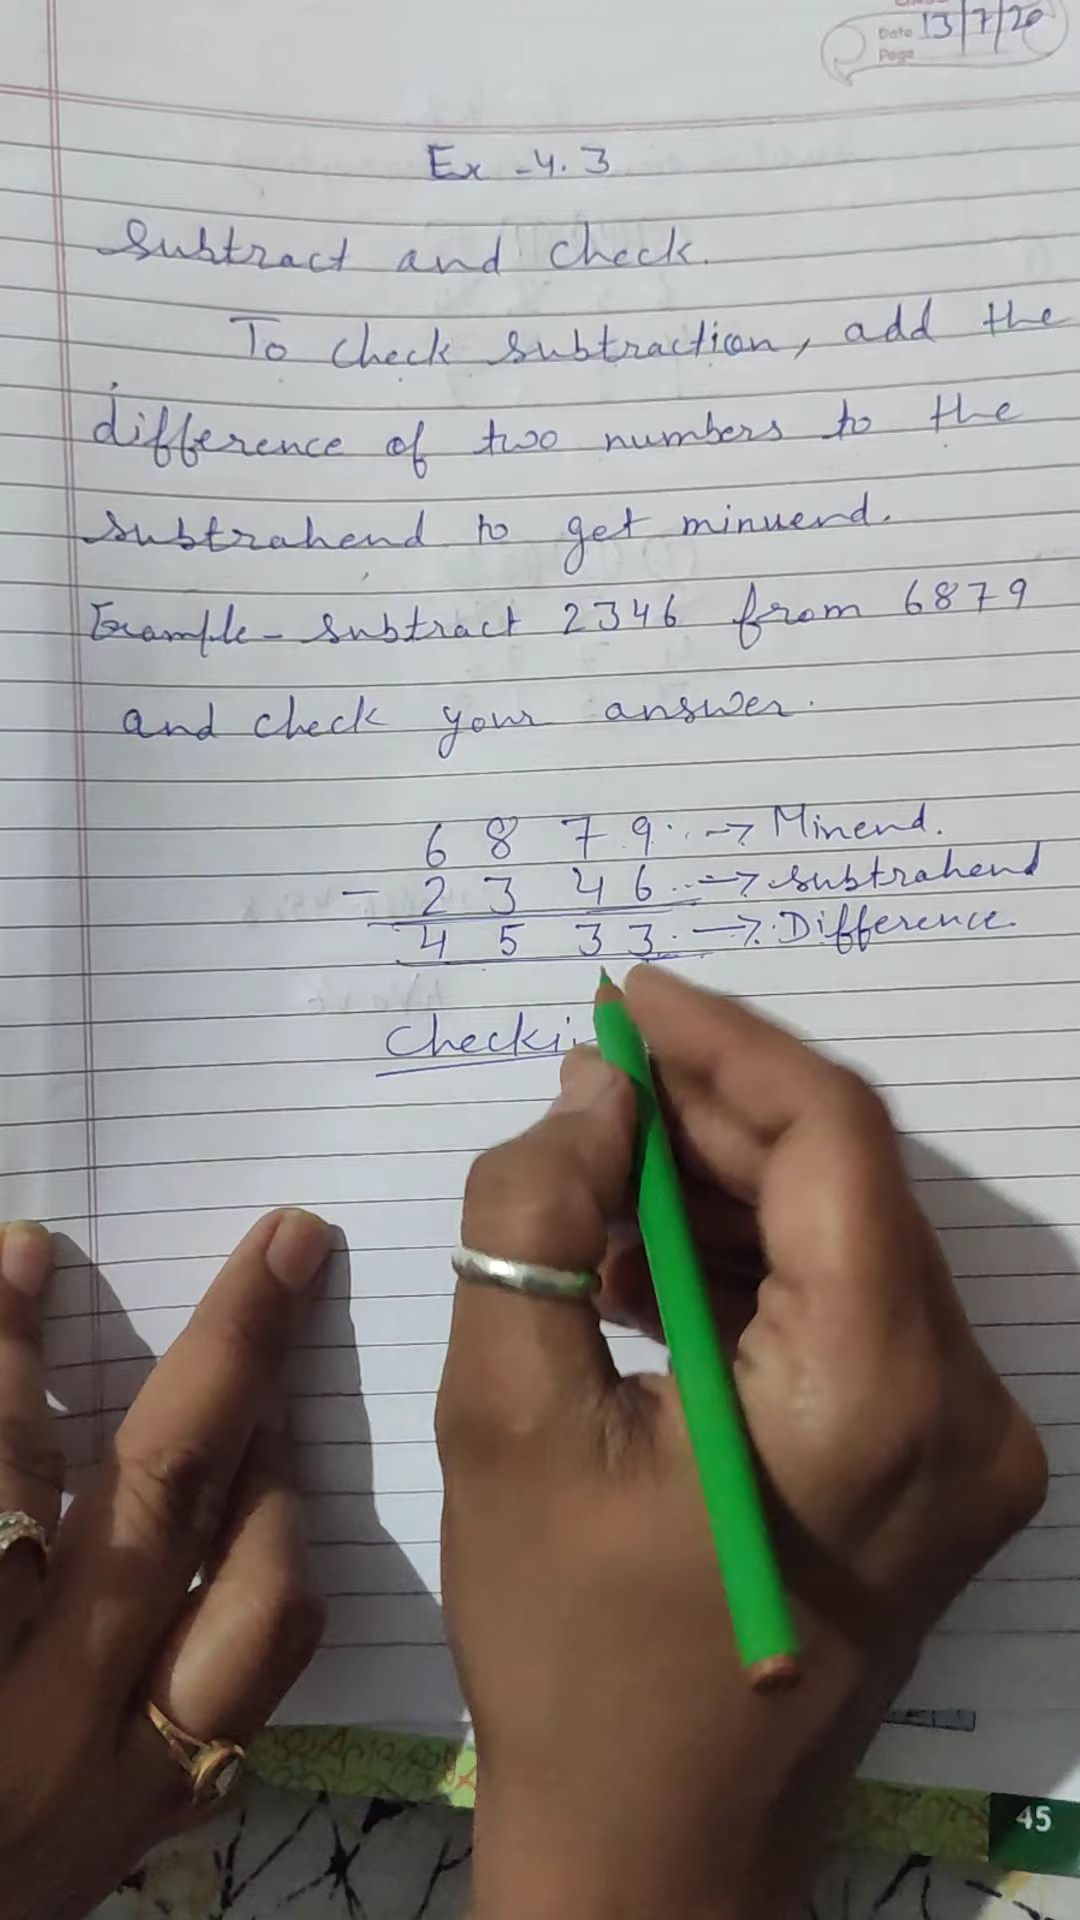 Date 13/7/20
Page
Ex - 4.3
Subtract and check.
To check subtraction, add the
difference of two numbers to the
subtrahend to get minuend.
Example - subtract 2346 from 6879
and check your answer.
6 8 7 9 → Minend.
- 2 3 4 6 → subtrahend
4 5 3 3 → Difference.
45